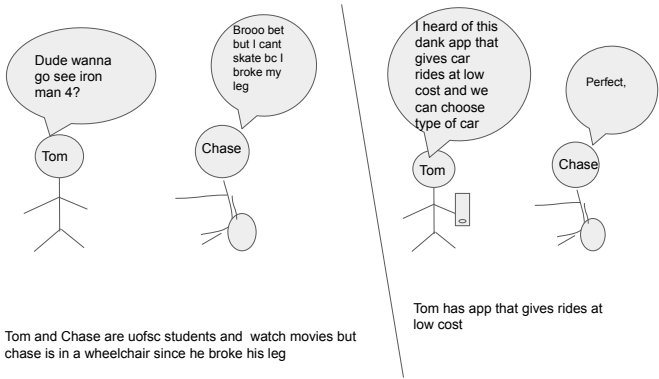 Dude wanna
go see iron
man 4?
Tom
Brooo bet
but I cant
skate bc I
broke my
leg
Chase
Tom and Chase are uofsc students and  watch movies but
chase is in a wheelchair since he broke his leg
I heard of this
dank app that
gives car
rides at low
cost and we
can choose
type of car
Tom
Perfect,
Chase
Tom has app that gives rides at
low cost